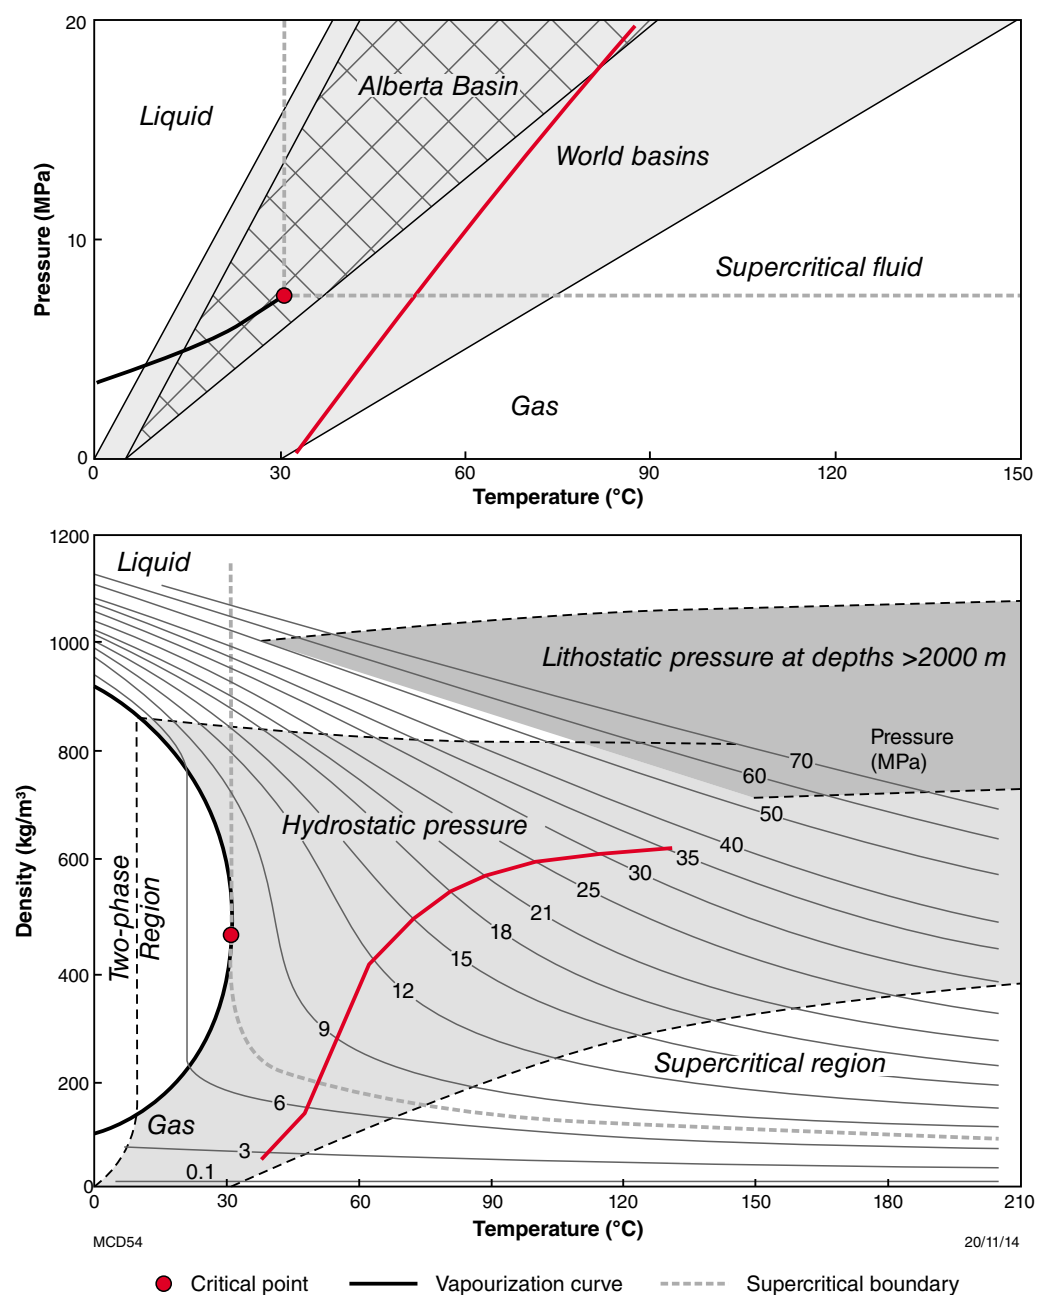 20
Liquid
Alberta Basin
World basins
Pressure (MPa)
10
Supercritical fluid
Gas
0
0
30
60
90
120
150
Temperature (°C)
1200
Liquid
1000
Lithostatic pressure at depths >2000 m
Pressure
(MPa)
800
70
60
50
Hydrostatic pressure
40
35
30
25
21
18
15
12
9
6
3
0.1
600
Density (kg/m³)
Two-phase
Region
400
Supercritical region
200
Gas
0
0
30
60
90
120
150
180
210
Temperature (°C)
MCD54
20/11/14
Critical point
Vapourization curve
Supercritical boundary